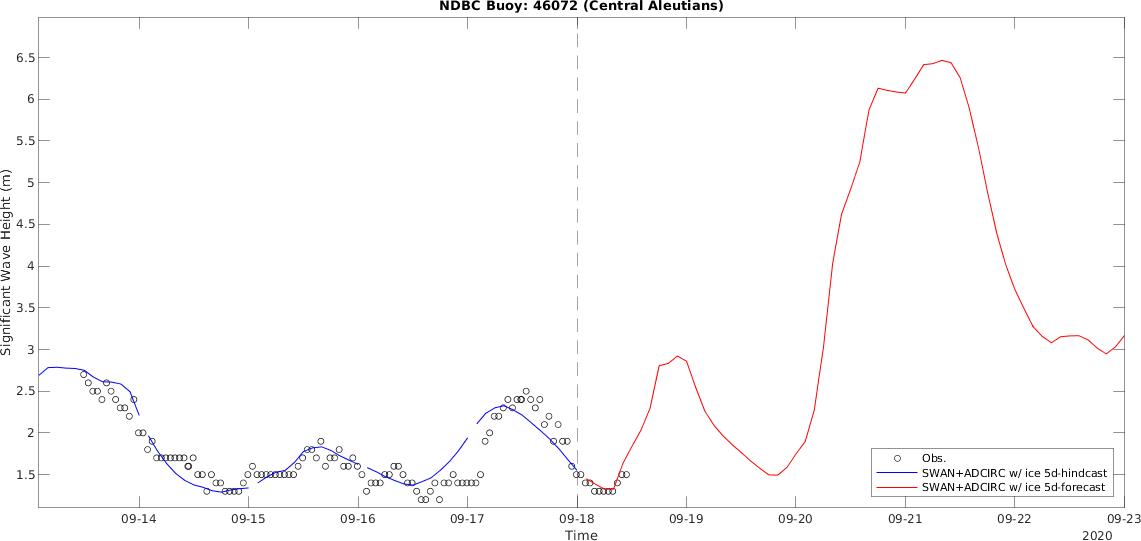 NDBC Buoy: 46072 (Central Aleutians)
Significant Wave Height (m)
6.5
6
5.5
5
4.5
4
3.5
3
2.5
2
1.5
Obs.
SWAN+ADCIRC w/ ice 5d-hindcast
SWAN+ADCIRC w/ ice 5d-forecast
09-14 09-15 09-16 09-17 09-18 09-19 09-20 09-21 09-22 09-23
Time
2020